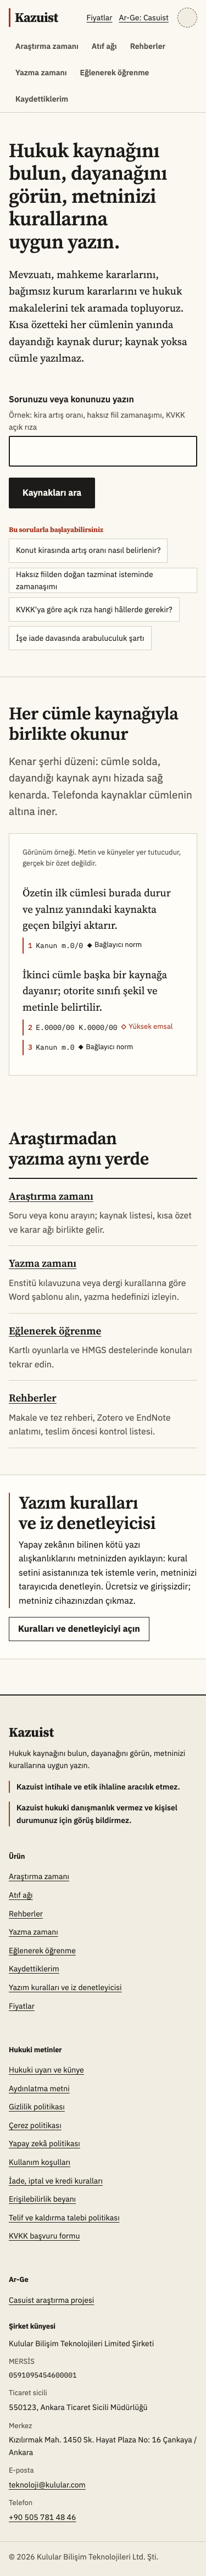 Kazuist
Fiyatlar Ar-Ge: Casuist
Araştırma zamanı Atıf ağı Rehberler
Yazma zamanı Eğlenerek öğrenme
Kaydettiklerim
Hukuk kaynağını
bulun, dayanağını
görün, metninizi
kurallarına
uygun yazın.
Mevzuatı, mahkeme kararlarını,
bağımsız kurum kararlarını ve hukuk
makalelerini tek aramada topluyoruz.
Kısa özetteki her cümlenin yanında
dayandığı kaynak durur; kaynak yoksa
cümle yazılmaz.
Sorunuzu veya konunuzu yazın
Örnek: kira artış oranı, haksız fiil zamanaşımı, KVKK
açık rıza
Kaynakları ara
Bu sorularla başlayabilirsiniz
Konut kirasında artış oranı nasıl belirlenir?
Haksız fiilden doğan tazminat isteminde
zamanaşımı
KVKK'ya göre açık rıza hangi hâllerde gerekir?
İşe iade davasında arabuluculuk şartı
Her cümle kaynağıyla
birlikte okunur
Kenar şerhi düzeni: cümle solda,
dayandığı kaynak aynı hizada sağ
kenarda. Telefonda kaynaklar cümlenin
altına iner.
Görünüm örneği. Metin ve künyeler yer tutucudur,
gerçek bir özet değildir.
Özetin ilk cümlesi burada durur
ve yalnız yanındaki kaynakta
geçen bilgiyi aktarır.
1 Kanun m.0/0 ◆ Bağlayıcı norm
İkinci cümle başka bir kaynağa
dayanır; otorite sınıfı şekil ve
metinle belirtilir.
2 E.0000/00 K.0000/00 ◇ Yüksek emsal
3 Kanun m.0 ◆ Bağlayıcı norm
Araştırmadan
yazıma aynı yerde
Araştırma zamanı
Soru veya konu arayın; kaynak listesi, kısa özet
ve karar ağı birlikte gelir.
Yazma zamanı
Enstitü kılavuzuna veya dergi kurallarına göre
Word şablonu alın, yazma hedefinizi izleyin.
Eğlenerek öğrenme
Kartlı oyunlarla ve HMGS destelerinde konuları
tekrar edin.
Rehberler
Makale ve tez rehberi, Zotero ve EndNote
anlatımı, teslim öncesi kontrol listesi.
Yazım kuralları
ve iz denetleyicisi
Yapay zekânın bilinen kötü yazı
alışkanlıklarını metninizden ayıklayın: kural
setini asistanınıza tek istemle verin, metninizi
tarayıcıda denetleyin. Ücretsiz ve girişsizdir;
metniniz cihazınızdan çıkmaz.
Kuralları ve denetleyiciyi açın
Kazuist
Hukuk kaynağını bulun, dayanağını görün, metninizi
kurallarına uygun yazın.
Kazuist intihale ve etik ihlaline aracılık etmez.
Kazuist hukuki danışmanlık vermez ve kişisel
durumunuz için görüş bildirmez.
Ürün
Araştırma zamanı
Atıf ağı
Rehberler
Yazma zamanı
Eğlenerek öğrenme
Kaydettiklerim
Yazım kuralları ve iz denetleyicisi
Fiyatlar
Hukuki metinler
Hukuki uyarı ve künye
Aydınlatma metni
Gizlilik politikası
Çerez politikası
Yapay zekâ politikası
Kullanım koşulları
İade, iptal ve kredi kuralları
Erişilebilirlik beyanı
Telif ve kaldırma talebi politikası
KVKK başvuru formu
Ar-Ge
Casuist araştırma projesi
Şirket künyesi
Kulular Bilişim Teknolojileri Limited Şirketi
MERSİS
0591095454600001
Ticaret sicili
550123, Ankara Ticaret Sicili Müdürlüğü
Merkez
Kızılırmak Mah. 1450 Sk. Hayat Plaza No: 16 Çankaya /
Ankara
E-posta
teknoloji@kulular.com
Telefon
+90 505 781 48 46
© 2026 Kulular Bilişim Teknolojileri Ltd. Şti.